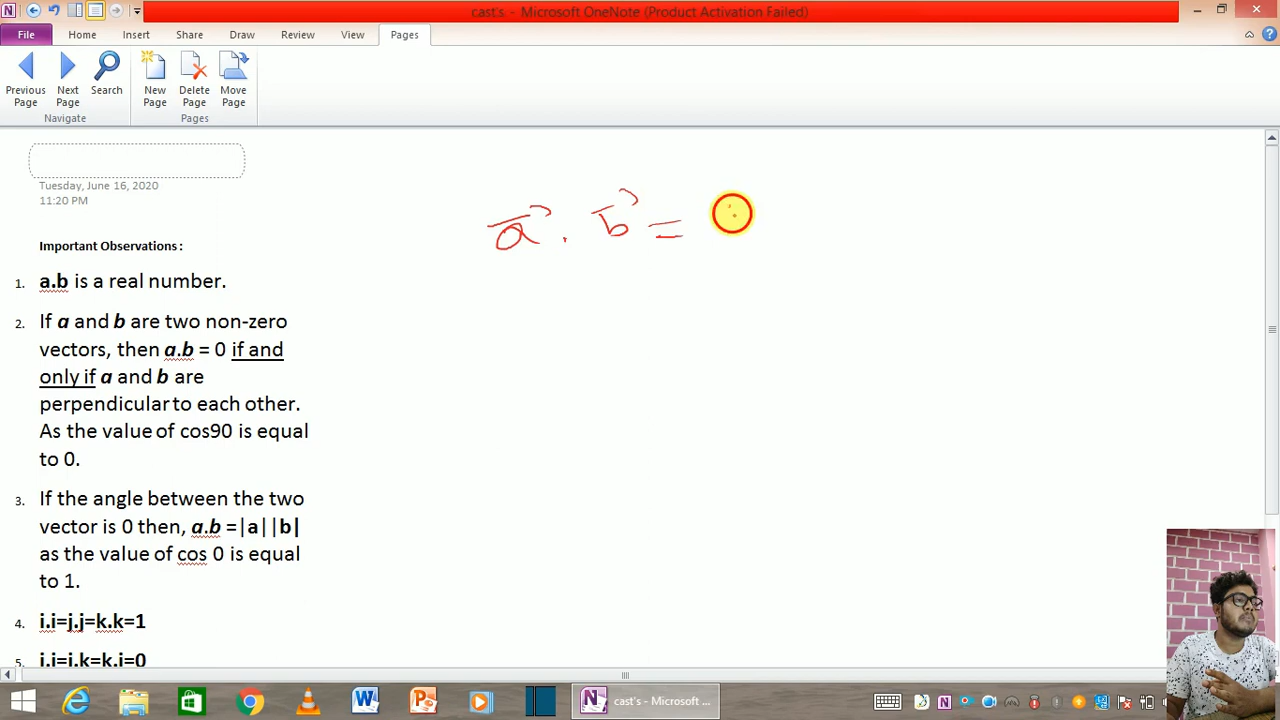 cast's. - Microsoft OneNote (Product Activation Failed)
File Home Insert Share Draw Review View Pages
Previous Page Next Page Search New Page Delete Page Move Page
Navigate Pages
Tuesday, June 16, 2020
11:20 PM
a⃗ . b⃗ =
Important Observations :
1. a.b is a real number.
2. If a and b are two non-zero
vectors, then a.b = 0 if and
only if a and b are
perpendicular to each other.
As the value of cos90 is equal
to 0.
3. If the angle between the two
vector is 0 then, a.b =|a||b|
as the value of cos 0 is equal
to 1.
4. i.i=j.j=k.k=1
5.
cast's - Microsoft ...